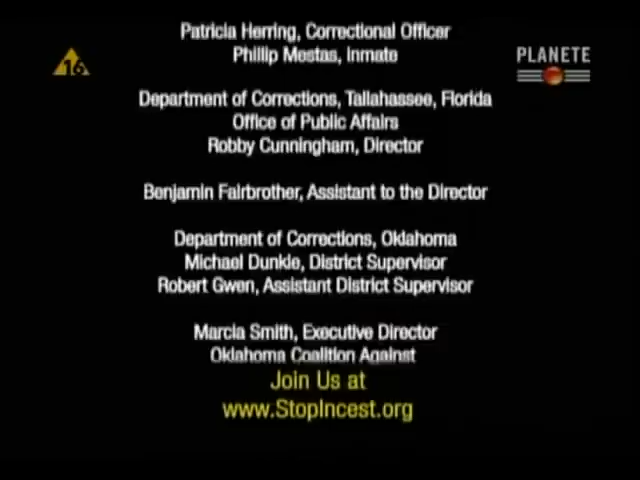 Patricia Herring, Correctional Officer
Phillip Mestas, Inmate
16
PLANETE
Department of Corrections, Tallahassee, Florida
Office of Public Affairs
Robby Cunningham, Director
Benjamin Fairbrother, Assistant to the Director
Department of Corrections, Oklahoma
Michael Dunkle, District Supervisor
Robert Gwen, Assistant District Supervisor
Marcia Smith, Executive Director
Oklahoma Coalition Against
Join Us at
www.StopIncest.org